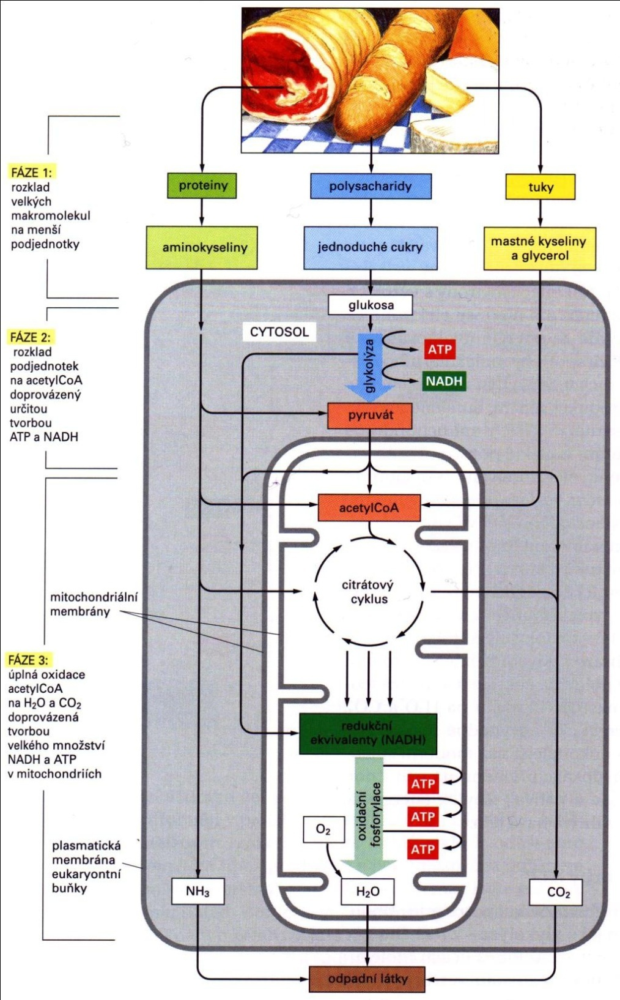 FÁZE 1:
rozklad
velkých
makromolekul
na menší
podjednotky
proteiny
polysacharidy
tuky
aminokyseliny
jednoduché cukry
mastné kyseliny
a glycerol
FÁZE 2:
rozklad
podjednotek
na acetylCoA
doprovázený
určitou
tvorbou
ATP a NADH
glukosa
CYTOSOL
glykolýza
ATP
NADH
pyruvát
acetylCoA
citrátový
cyklus
mitochondriální
membrány
FÁZE 3:
úplná oxidace
acetylCoA
na H₂O a CO₂
doprovázená
tvorbou
velkého množství
NADH a ATP
v mitochondriích
redukční
ekvivalenty (NADH)
oxidační
fosforylace
ATP
ATP
ATP
O₂
plasmatická
membrána
eukaryontní
buňky
NH₃
H₂O
CO₂
odpadní látky